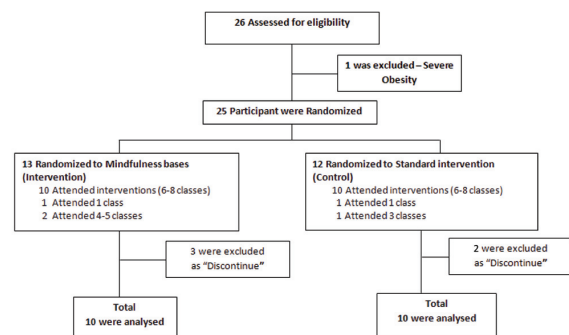 26 Assessed for eligibility
1 was excluded – Severe
Obesity
25 Participant were Randomized
13 Randomized to Mindfulness bases
(Intervention)
10 Attended interventions (6-8 classes)
1 Attended 1 class
2 Attended 4-5 classes
12 Randomized to Standard intervention
(Control)
10 Attended interventions (6-8 classes)
1 Attended 1 class
1 Attended 3 classes
3 were excluded
as "Discontinue"
2 were excluded
as "Discontinue"
Total
10 were analysed
Total
10 were analysed